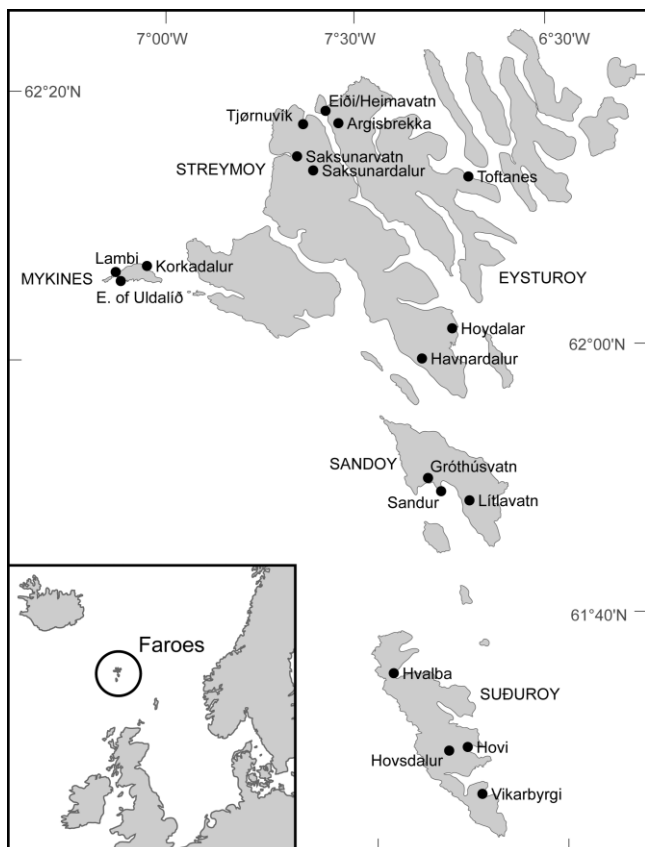 7°00'W
7°30'W
6°30'W
62°20'N
Eiði/Heimavatn
Tjørnuvík
Argisbrekka
Saksunarvatn
STREYMOY
Saksunardalur
Toftanes
Lambi
Korkadalur
MYKINES
E. of Uldalíð
EYSTUROY
Hoydalar
62°00'N
Havnardalur
SANDOY
Gróthúsvatn
Sandur
Lítlavatn
61°40'N
Faroes
Hvalba
SUÐUROY
Hovi
Hovsdalur
Vikarbyrgi